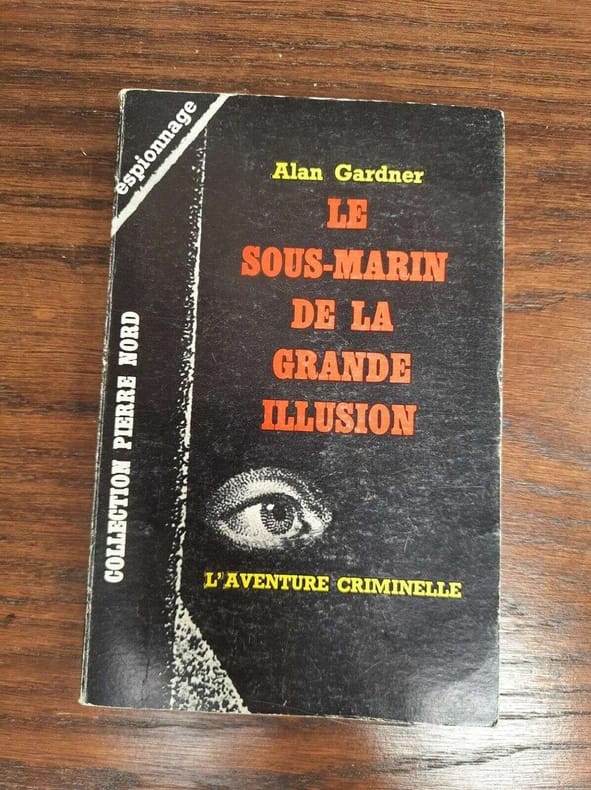 espionnage
Alan Gardner
LE
SOUS-MARIN
DE LA
GRANDE
ILLUSION
COLLECTION PIERRE NORD
L'AVENTURE CRIMINELLE